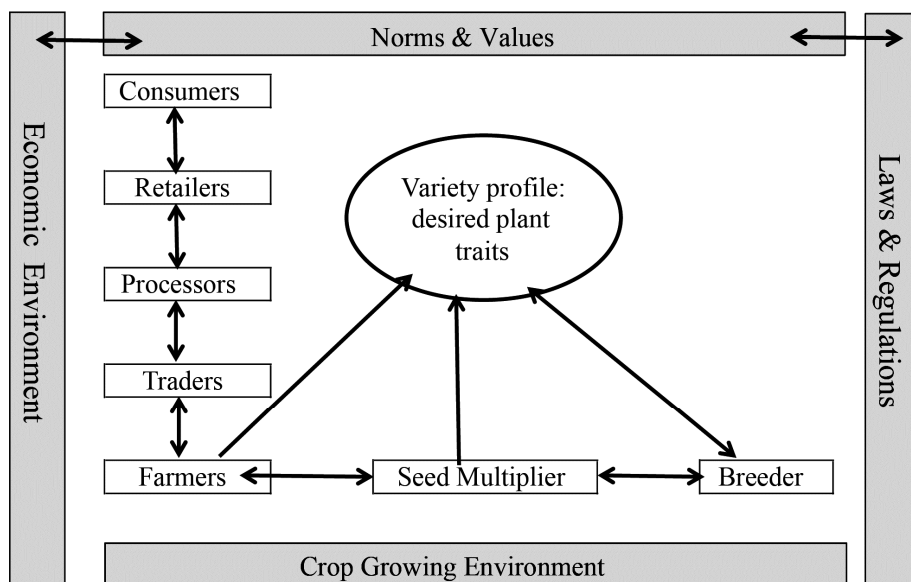 Norms & Values
Economic Environment
Laws & Regulations
Consumers
Retailers
Processors
Traders
Farmers
Seed Multiplier
Breeder
Variety profile:
desired plant
traits
Crop Growing Environment